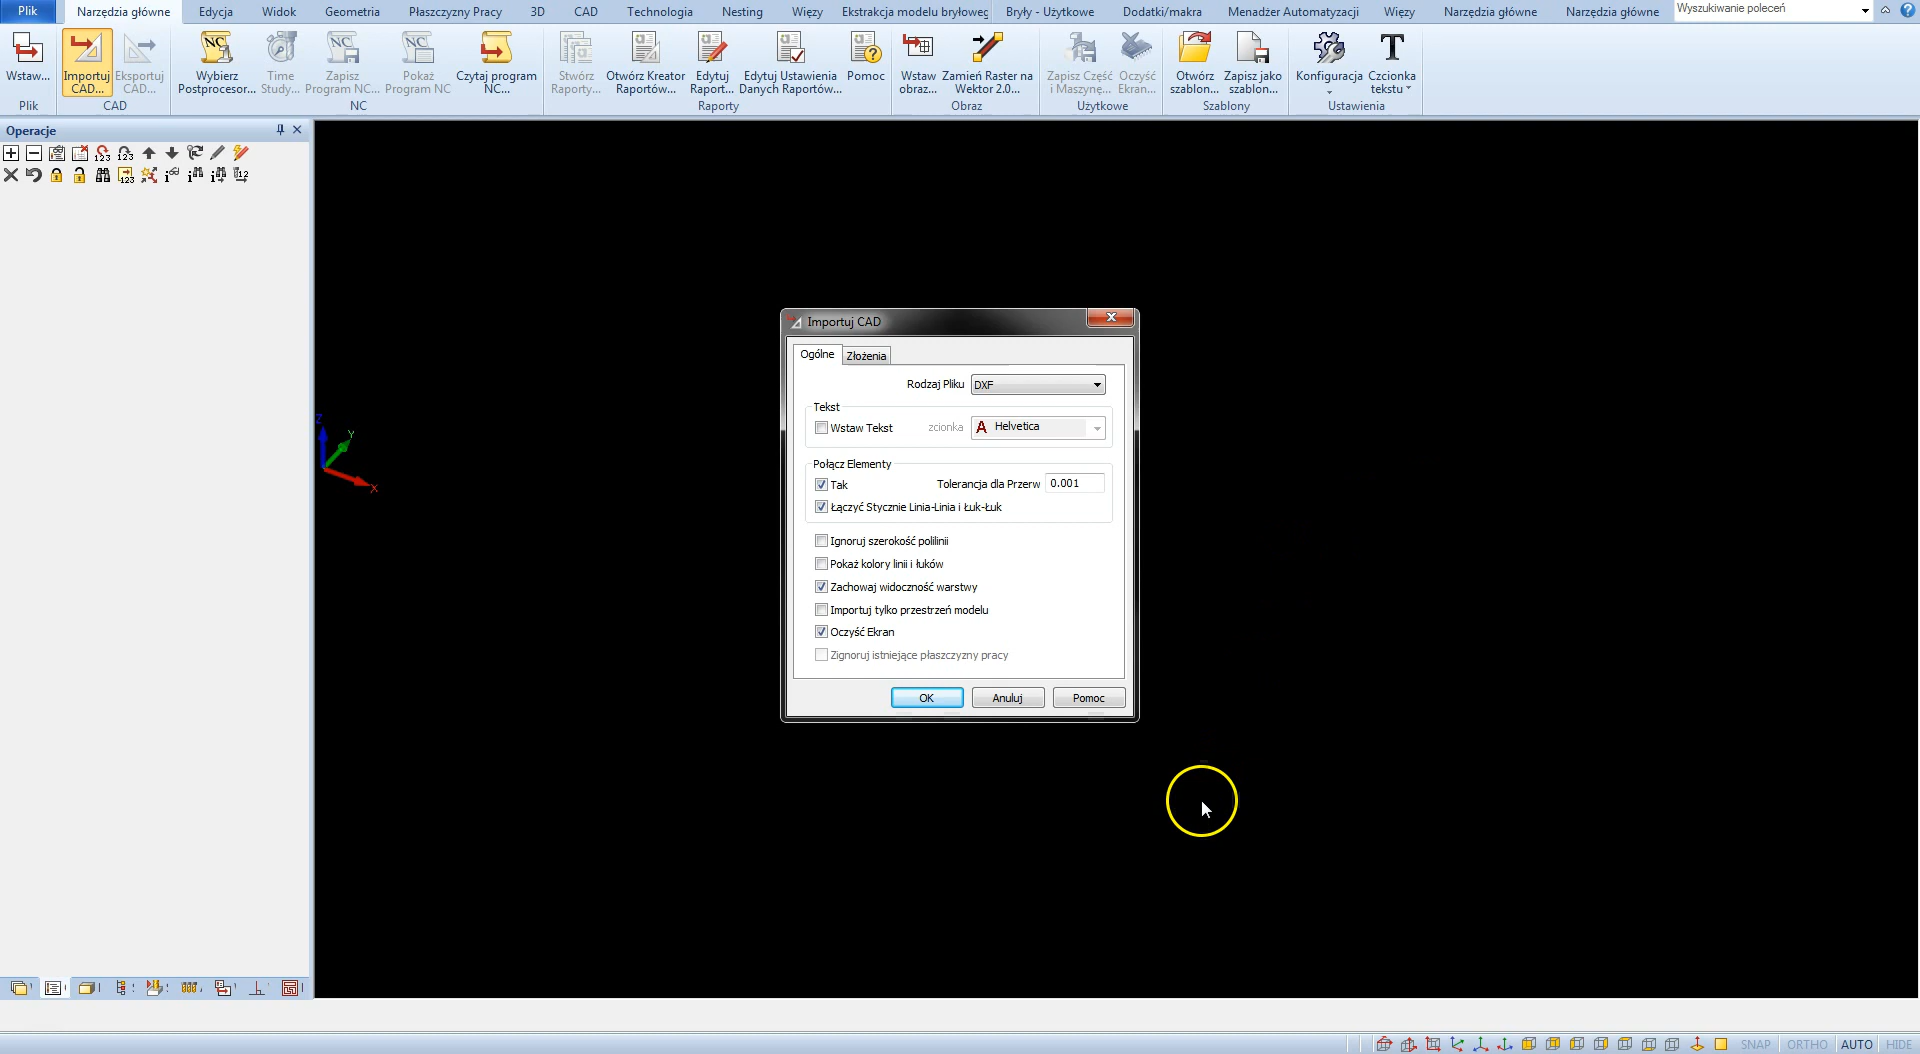 Plik Narzędzia główne Edycja Widok Geometria Płaszczyzny Pracy 3D CAD Technologia Nesting Więzy Ekstrakcja modelu bryłoweg Bryły - Użytkowe Dodatki/makra Menadżer Automatyzacji Więzy Narzędzia główne Narzędzia główne Wyszukiwanie poleceń
Wstaw... Importuj CAD... Eksportuj CAD... Wybierz Postprocesor... Time Study... Zapisz Program NC... Pokaż Program NC Czytaj program NC... Stwórz Raporty... Otwórz Kreator Raportów... Edytuj Raport... Edytuj Ustawienia Danych Raportów... Pomoc Wstaw obraz... Zamień Raster na Wektor 2.0... Zapisz Część i Maszynę... Oczyść Ekran... Otwórz szablon... Zapisz jako szablon... Konfiguracja Czcionka tekstu
Plik CAD NC Raporty Obraz Użytkowe Szablony Ustawienia
Operacje
Importuj CAD
Ogólne Złożenia
Rodzaj Pliku DXF
Tekst
Wstaw Tekst zcionka A Helvetica
Połącz Elementy
Tak Tolerancja dla Przerw 0.001
Łączyć Stycznie Linia-Linia i Łuk-Łuk
Ignoruj szerokość polilinii
Pokaż kolory linii i łuków
Zachowaj widoczność warstwy
Importuj tylko przestrzeń modelu
Oczyść Ekran
Zignoruj istniejące płaszczyzny pracy
OK Anuluj Pomoc
Z
Y
X
SNAP ORTHO AUTO HIDE